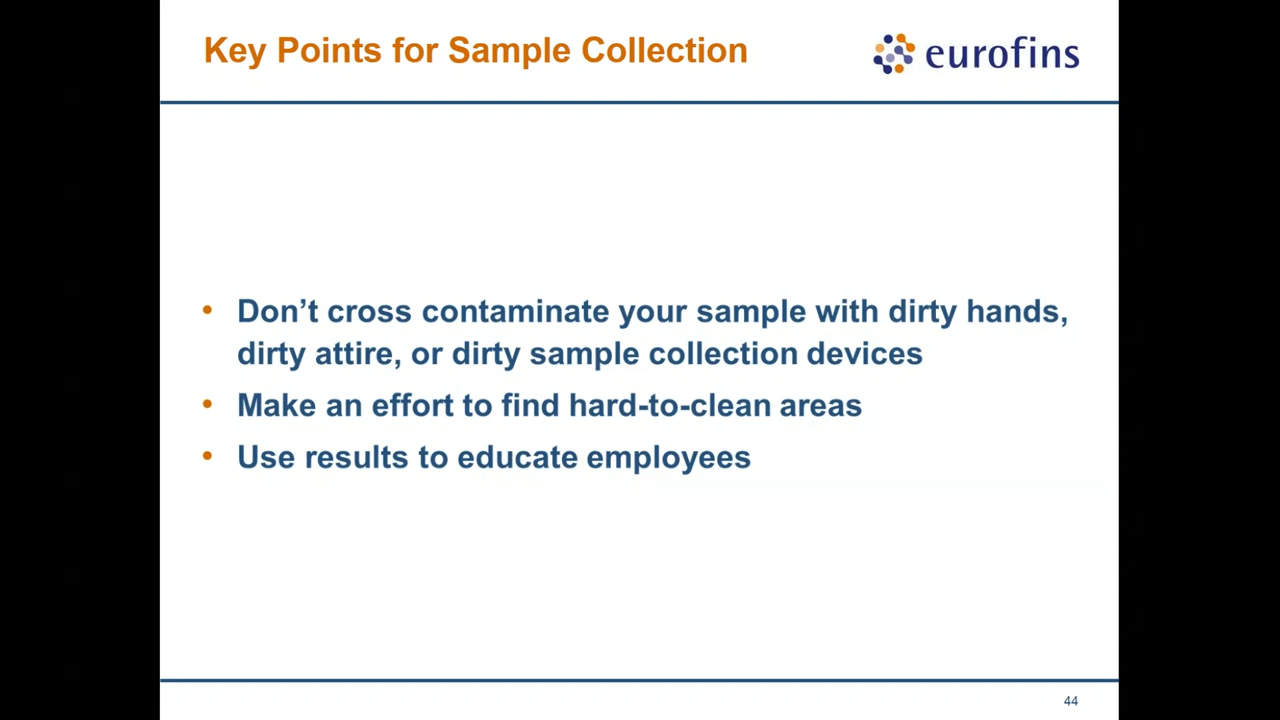 Key Points for Sample Collection
eurofins
• Don’t cross contaminate your sample with dirty hands,
dirty attire, or dirty sample collection devices
• Make an effort to find hard-to-clean areas
• Use results to educate employees
44